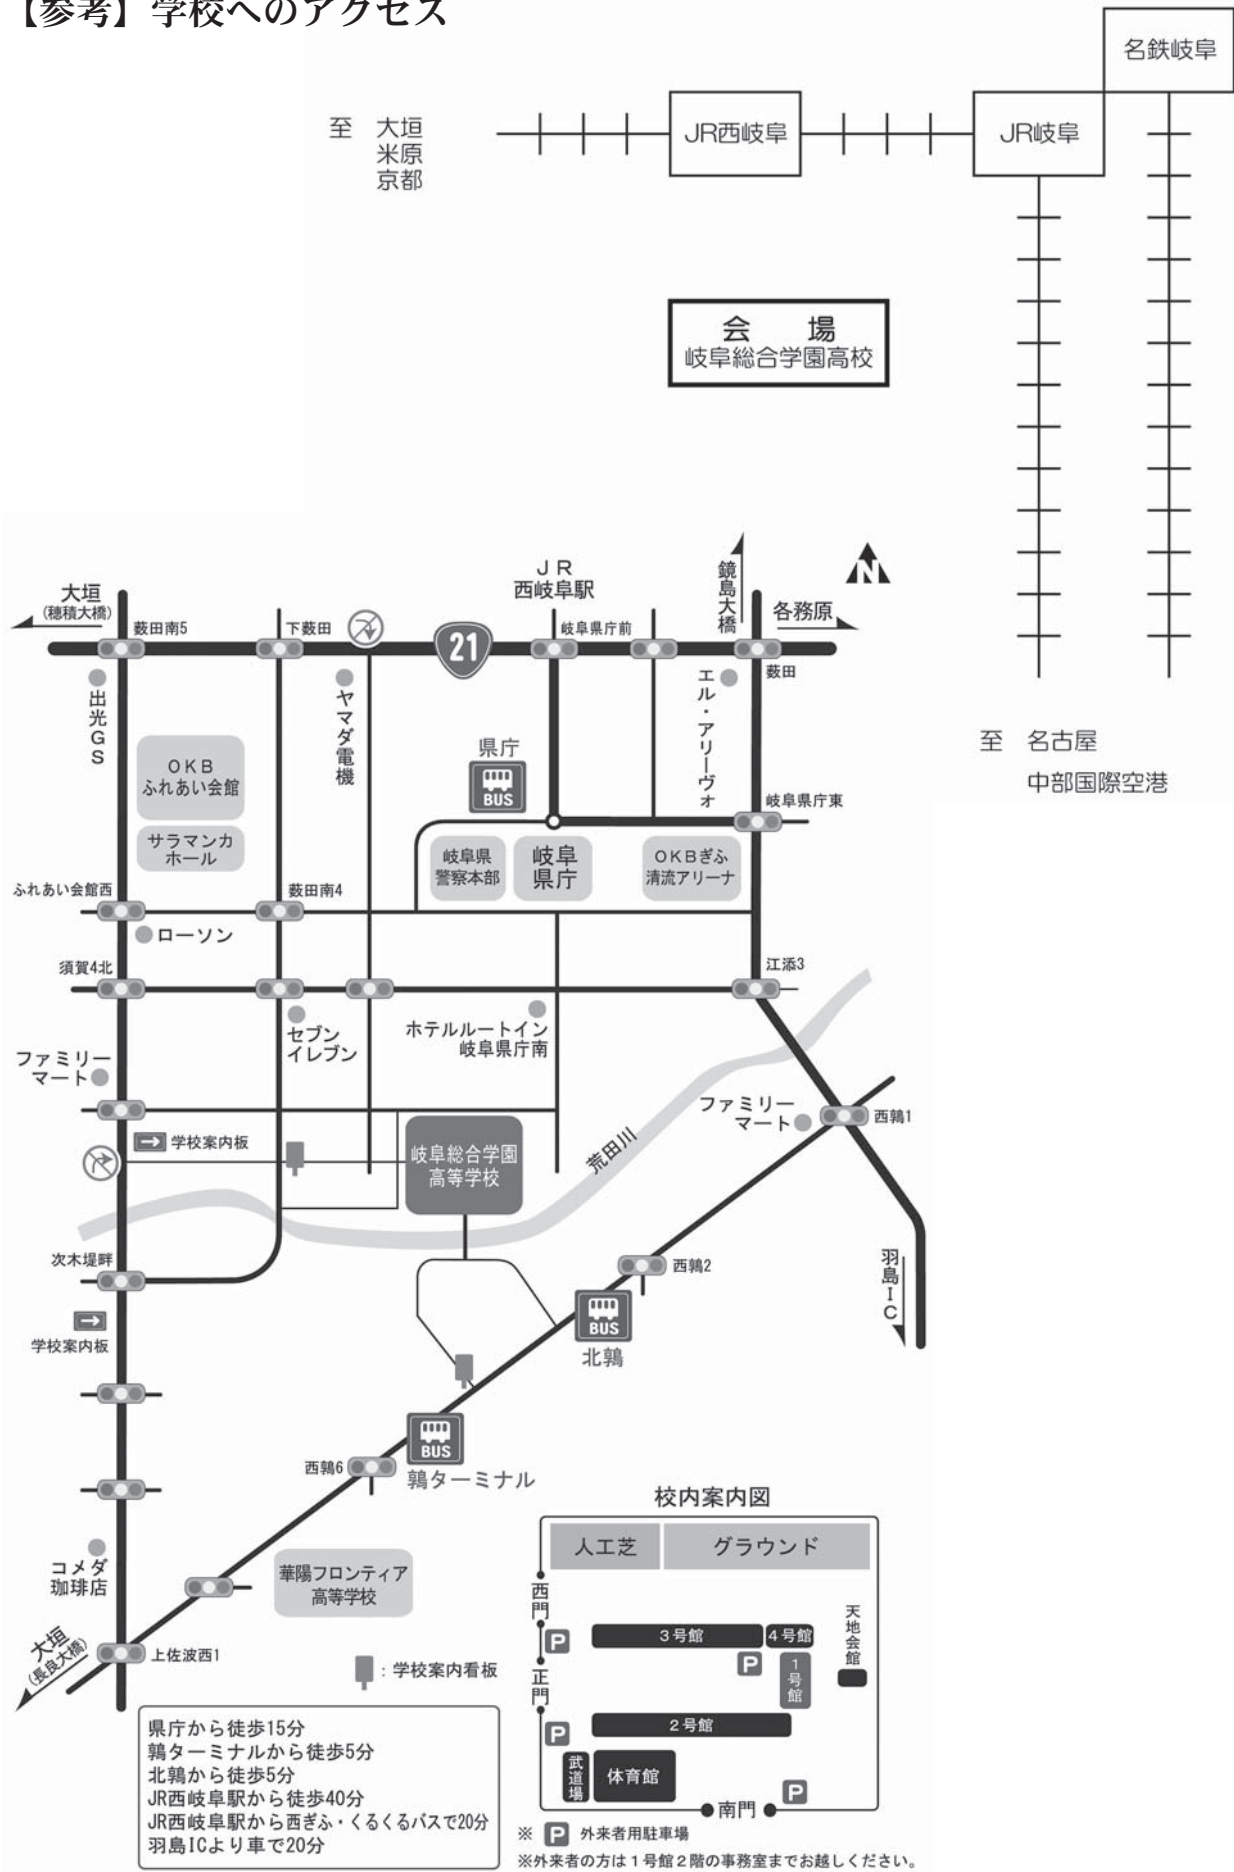 【参考】学校へのアクセス
名鉄岐阜
至 大垣
米原
京都
JR西岐阜
JR岐阜
会 場
岐阜総合学園高校
至 名古屋
中部国際空港
JR
西岐阜駅
鏡島大橋
N
大垣
(穂積大橋)
各務原
薮田南5
下薮田
21
岐阜県庁前
薮田
出光GS
ヤマダ電機
エル・アリーヴォ
OKB
ふれあい会館
県庁
BUS
岐阜県庁東
サラマンカ
ホール
岐阜県
警察本部
岐阜
県庁
OKBぎふ
清流アリーナ
ふれあい会館西
薮田南4
ローソン
須賀4北
江添3
セブン
イレブン
ホテルルートイン
岐阜県庁南
ファミリー
マート
ファミリー
マート
西鶉1
学校案内板
岐阜総合学園
高等学校
荒田川
次木堤畔
西鶉2
羽島IC
学校案内板
BUS
北鶉
BUS
鶉ターミナル
西鶉6
コメダ
珈琲店
華陽フロンティア
高等学校
大垣
(長良大橋)
上佐波西1
:学校案内看板
県庁から徒歩15分
鶉ターミナルから徒歩5分
北鶉から徒歩5分
JR西岐阜駅から徒歩40分
JR西岐阜駅から西ぎふ・くるくるバスで20分
羽島ICより車で20分
校内案内図
人工芝
グラウンド
西門
P
3号館
4号館
天地会館
P
1号館
正門
P
2号館
武道場
体育館
P
南門
※ P 外来者用駐車場
※外来者の方は1号館2階の事務室までお越しください。